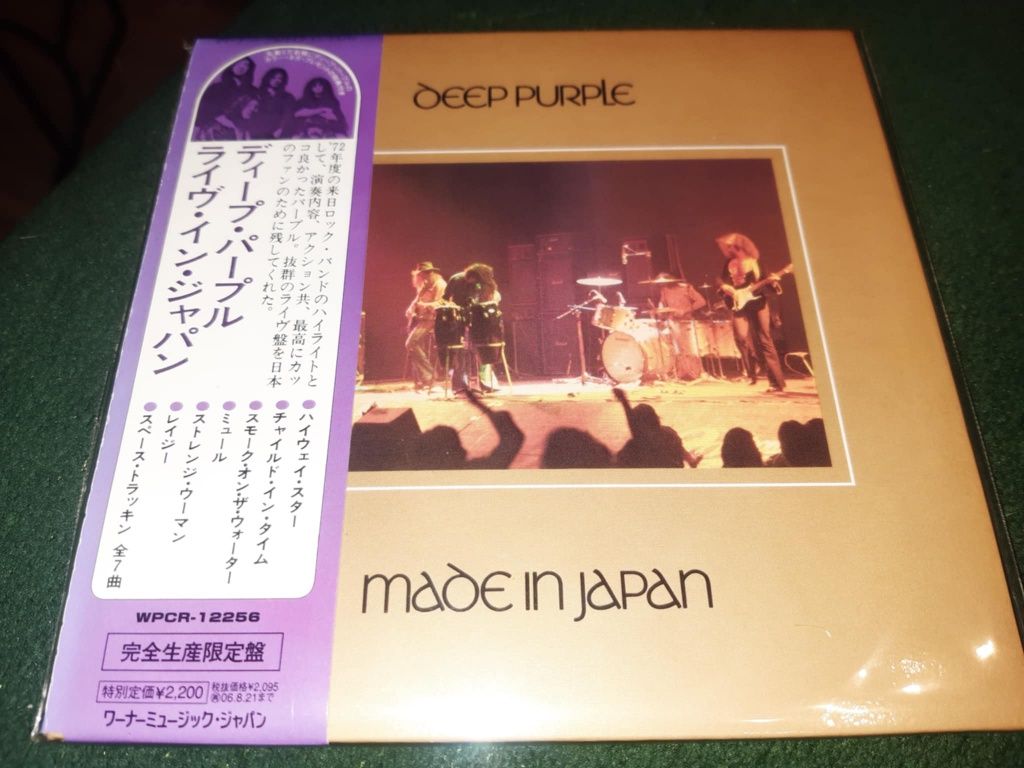 ディープ・パープル
ライヴ・イン・ジャパン
'72年度の来日ロック・バンドのハイライトと
して、演奏内容、アクション共、最高にカッ
コ良かったパープル。抜群のライヴ盤を日本
のファンのために残してくれた。
●ハイウェイ・スター
●チャイルド・イン・タイム
●スモーク・オン・ザ・ウォーター
●ミュール
●ストレンジ・ウーマン
●レイジー
●スペース・トラッキン 全7曲
WPCR-12256
完全生産限定盤
特別定価¥2,200
税抜価格¥2,095
06.8.21まで
ワーナーミュージック・ジャパン
DEEP PURPLE
MADE IN JAPAN